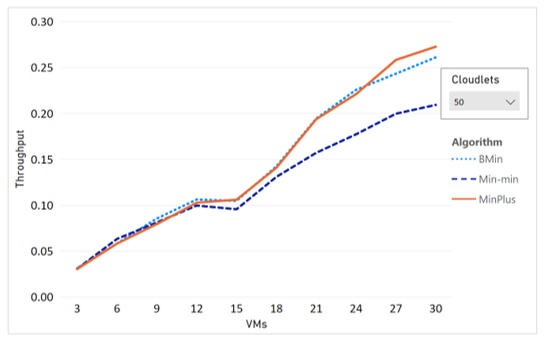 0.30
0.25
0.20
0.15
0.10
0.05
0.00
Throughput
3 6 9 12 15 18 21 24 27 30
VMs
Cloudlets
50
Algorithm
BMin
Min-min
MinPlus